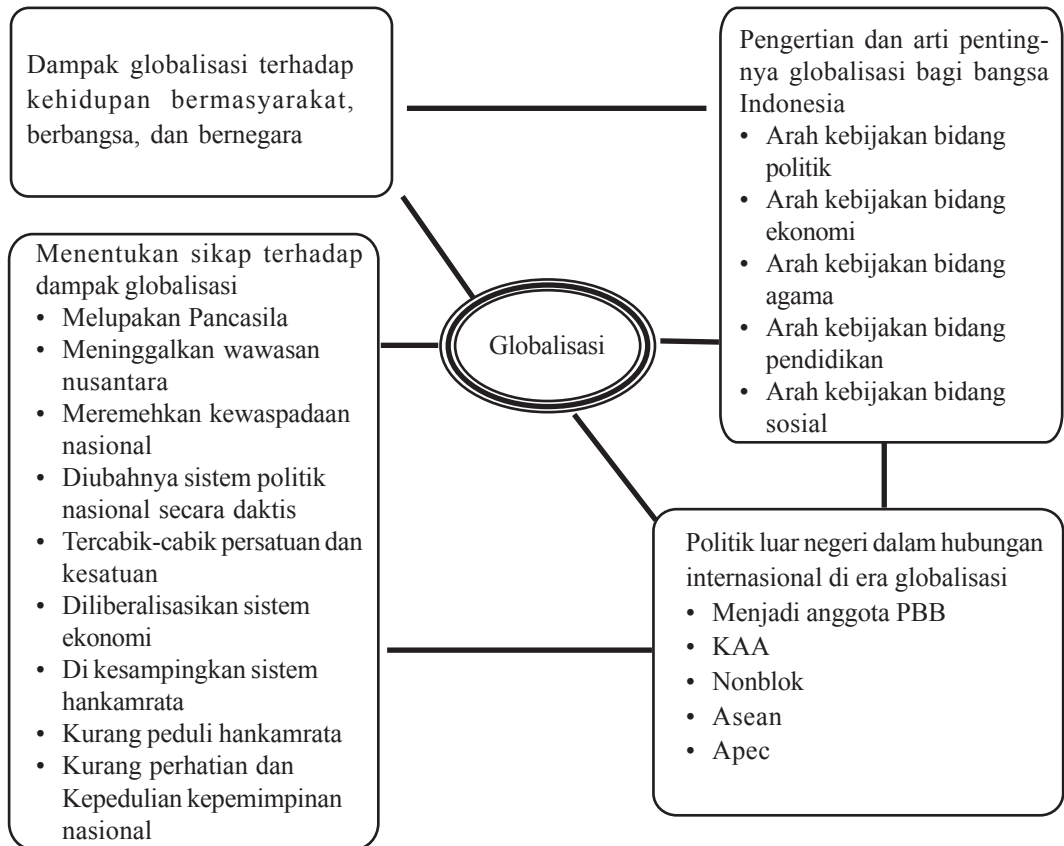 Dampak globalisasi terhadap
kehidupan bermasyarakat,
berbangsa, dan bernegara
Pengertian dan arti penting-
nya globalisasi bagi bangsa
Indonesia
• Arah kebijakan bidang
politik
• Arah kebijakan bidang
ekonomi
• Arah kebijakan bidang
agama
• Arah kebijakan bidang
pendidikan
• Arah kebijakan bidang
sosial
Menentukan sikap terhadap
dampak globalisasi
• Melupakan Pancasila
• Meninggalkan wawasan
nusantara
• Meremehkan kewaspadaan
nasional
• Diubahnya sistem politik
nasional secara daktis
• Tercabik-cabik persatuan dan
kesatuan
• Diliberalisasikan sistem
ekonomi
• Di kesampingkan sistem
hankamrata
• Kurang peduli hankamrata
• Kurang perhatian dan
Kepedulian kepemimpinan
nasional
Globalisasi
Politik luar negeri dalam hubungan
internasional di era globalisasi
• Menjadi anggota PBB
• KAA
• Nonblok
• Asean
• Apec